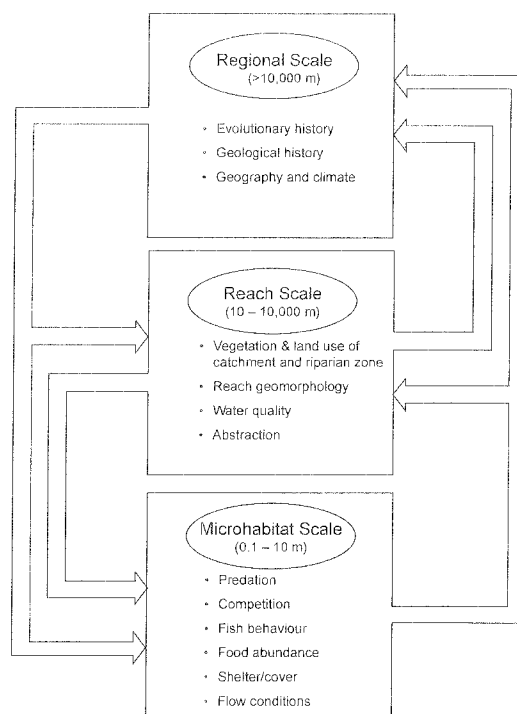 Regional Scale
(>10,000 m)
• Evolutionary history
• Geological history
• Geography and climate
Reach Scale
(10 – 10,000 m)
• Vegetation & land use of
catchment and riparian zone
• Reach geomorphology
• Water quality
• Abstraction
Microhabitat Scale
(0.1 – 10 m)
• Predation
• Competition
• Fish behaviour
• Food abundance
• Shelter/cover
• Flow conditions